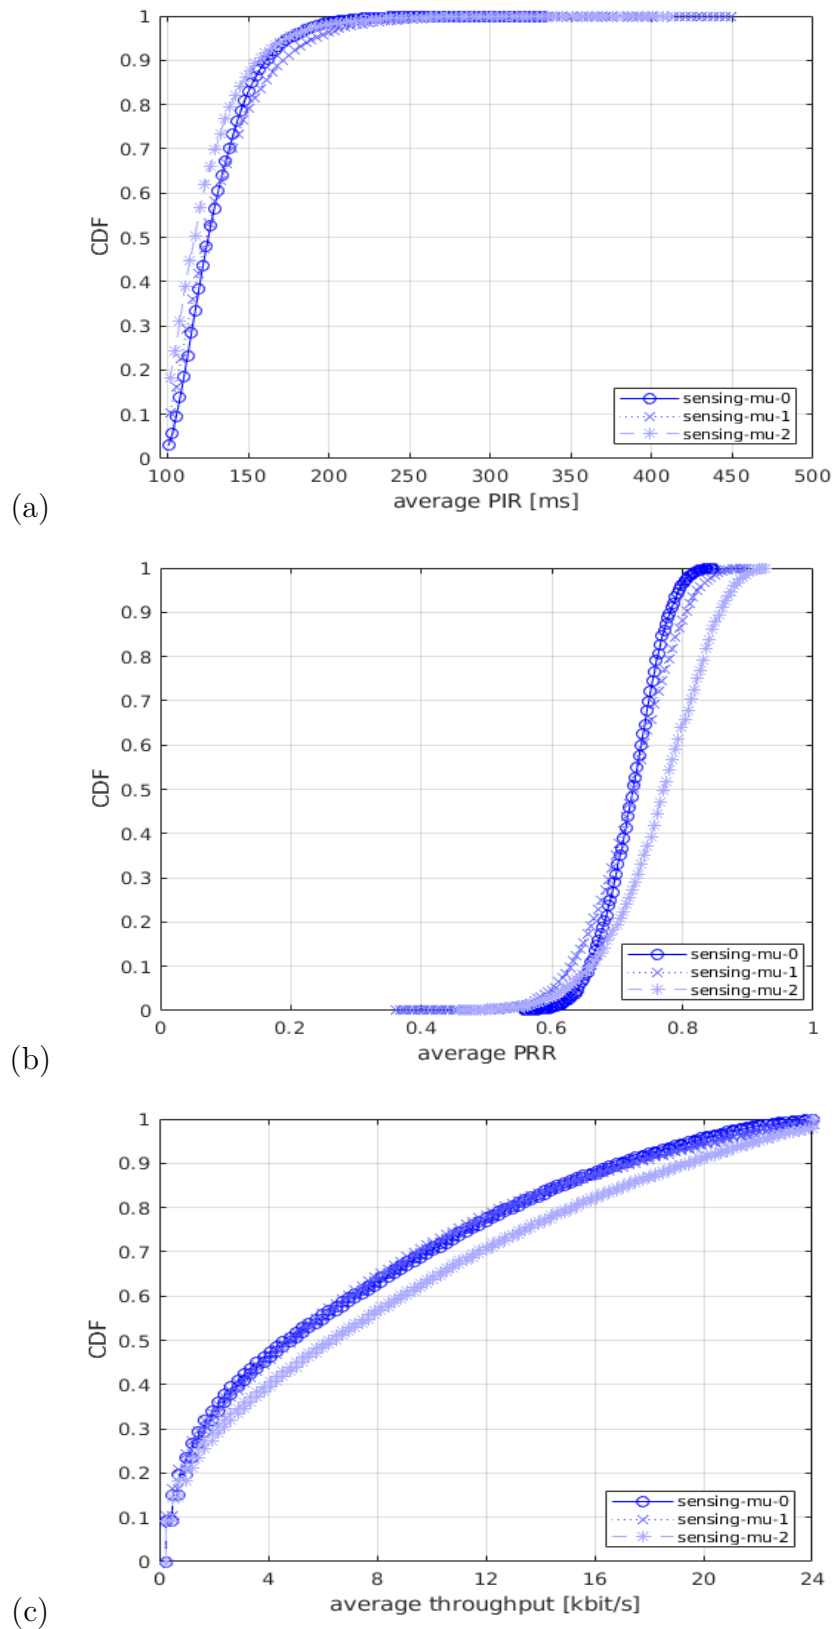 1
0.9
0.8
0.7
0.6
0.5
0.4
0.3
0.2
0.1
0
CDF
sensing-mu-0
sensing-mu-1
sensing-mu-2
100 150 200 250 300 350 400 450 500
average PIR [ms]
(a)
1
0.9
0.8
0.7
0.6
0.5
0.4
0.3
0.2
0.1
0
CDF
sensing-mu-0
sensing-mu-1
sensing-mu-2
0 0.2 0.4 0.6 0.8 1
average PRR
(b)
1
0.9
0.8
0.7
0.6
0.5
0.4
0.3
0.2
0.1
0
CDF
sensing-mu-0
sensing-mu-1
sensing-mu-2
0 4 8 12 16 20 24
average throughput [kbit/s]
(c)